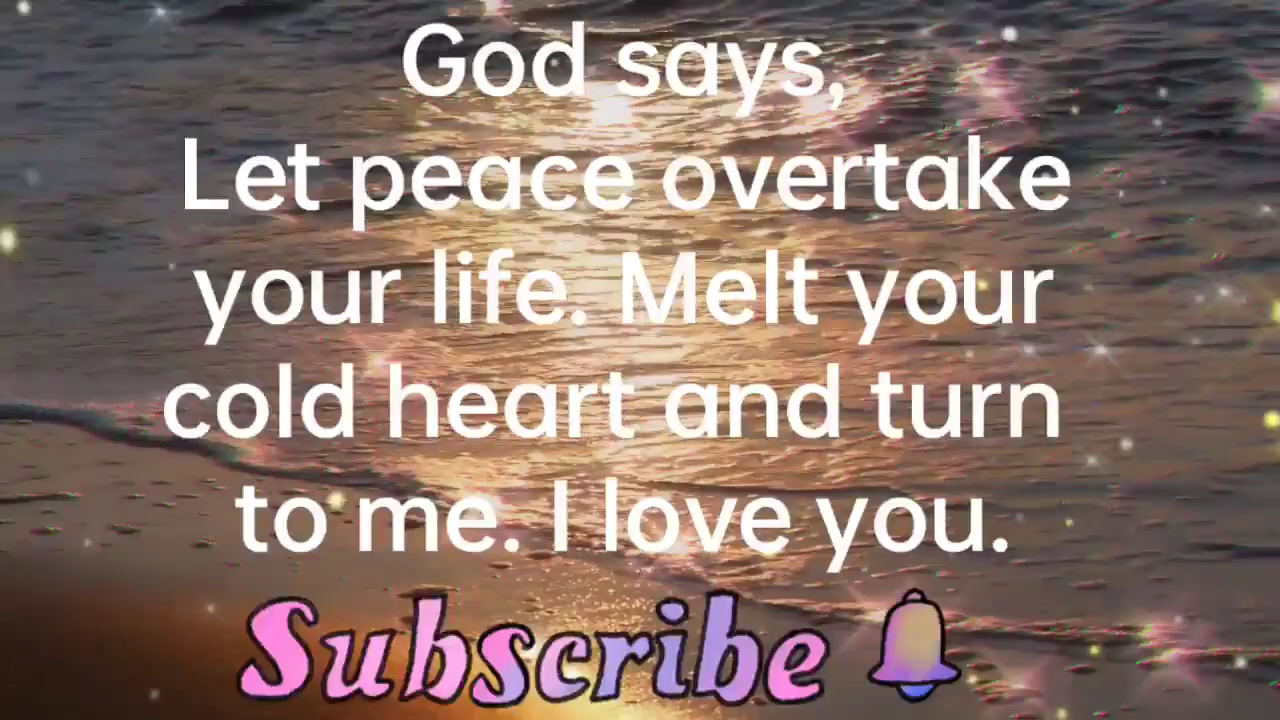 God says,
Let peace overtake
your life. Melt your
cold heart and turn
to me. I love you.
Subscribe